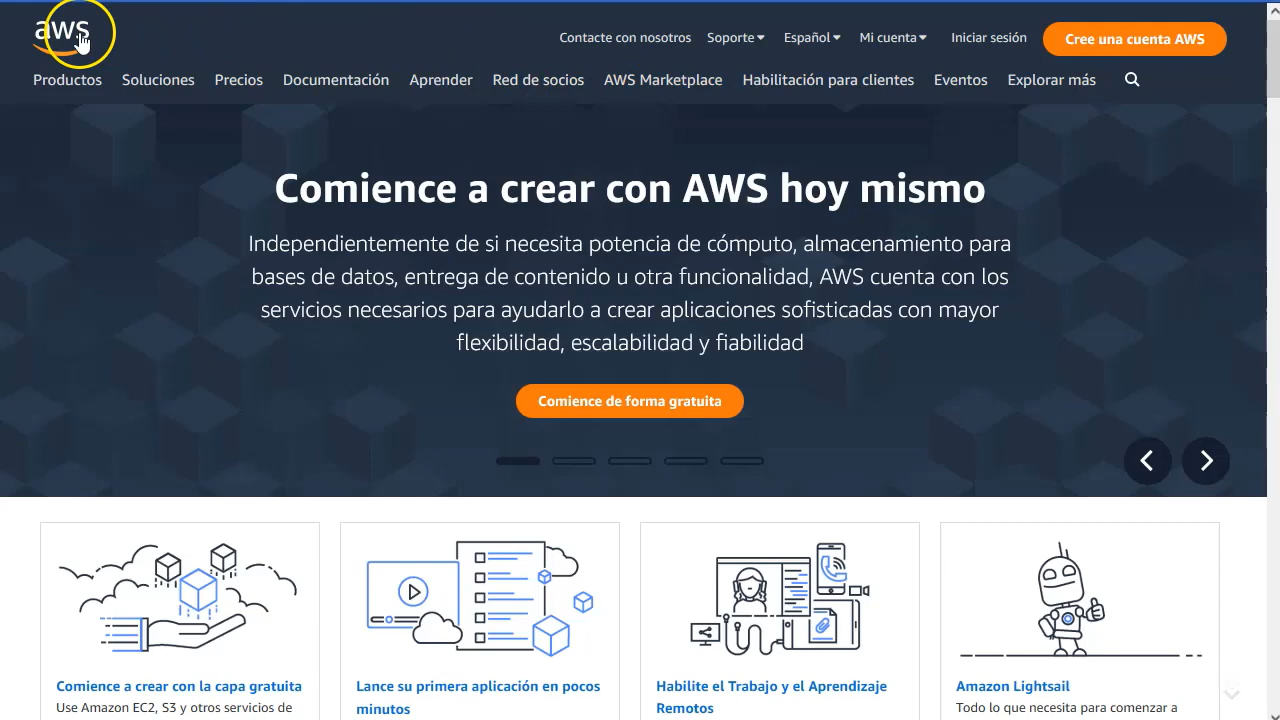 aws
Contacte con nosotros Soporte Español Mi cuenta Iniciar sesión Cree una cuenta AWS
Productos Soluciones Precios Documentación Aprender Red de socios AWS Marketplace Habilitación para clientes Eventos Explorar más
Comience a crear con AWS hoy mismo
Independientemente de si necesita potencia de cómputo, almacenamiento para
bases de datos, entrega de contenido u otra funcionalidad, AWS cuenta con los
servicios necesarios para ayudarlo a crear aplicaciones sofisticadas con mayor
flexibilidad, escalabilidad y fiabilidad
Comience de forma gratuita
Comience a crear con la capa gratuita
Use Amazon EC2, S3 y otros servicios de
Lance su primera aplicación en pocos
minutos
Habilite el Trabajo y el Aprendizaje
Remotos
Amazon Lightsail
Todo lo que necesita para comenzar a